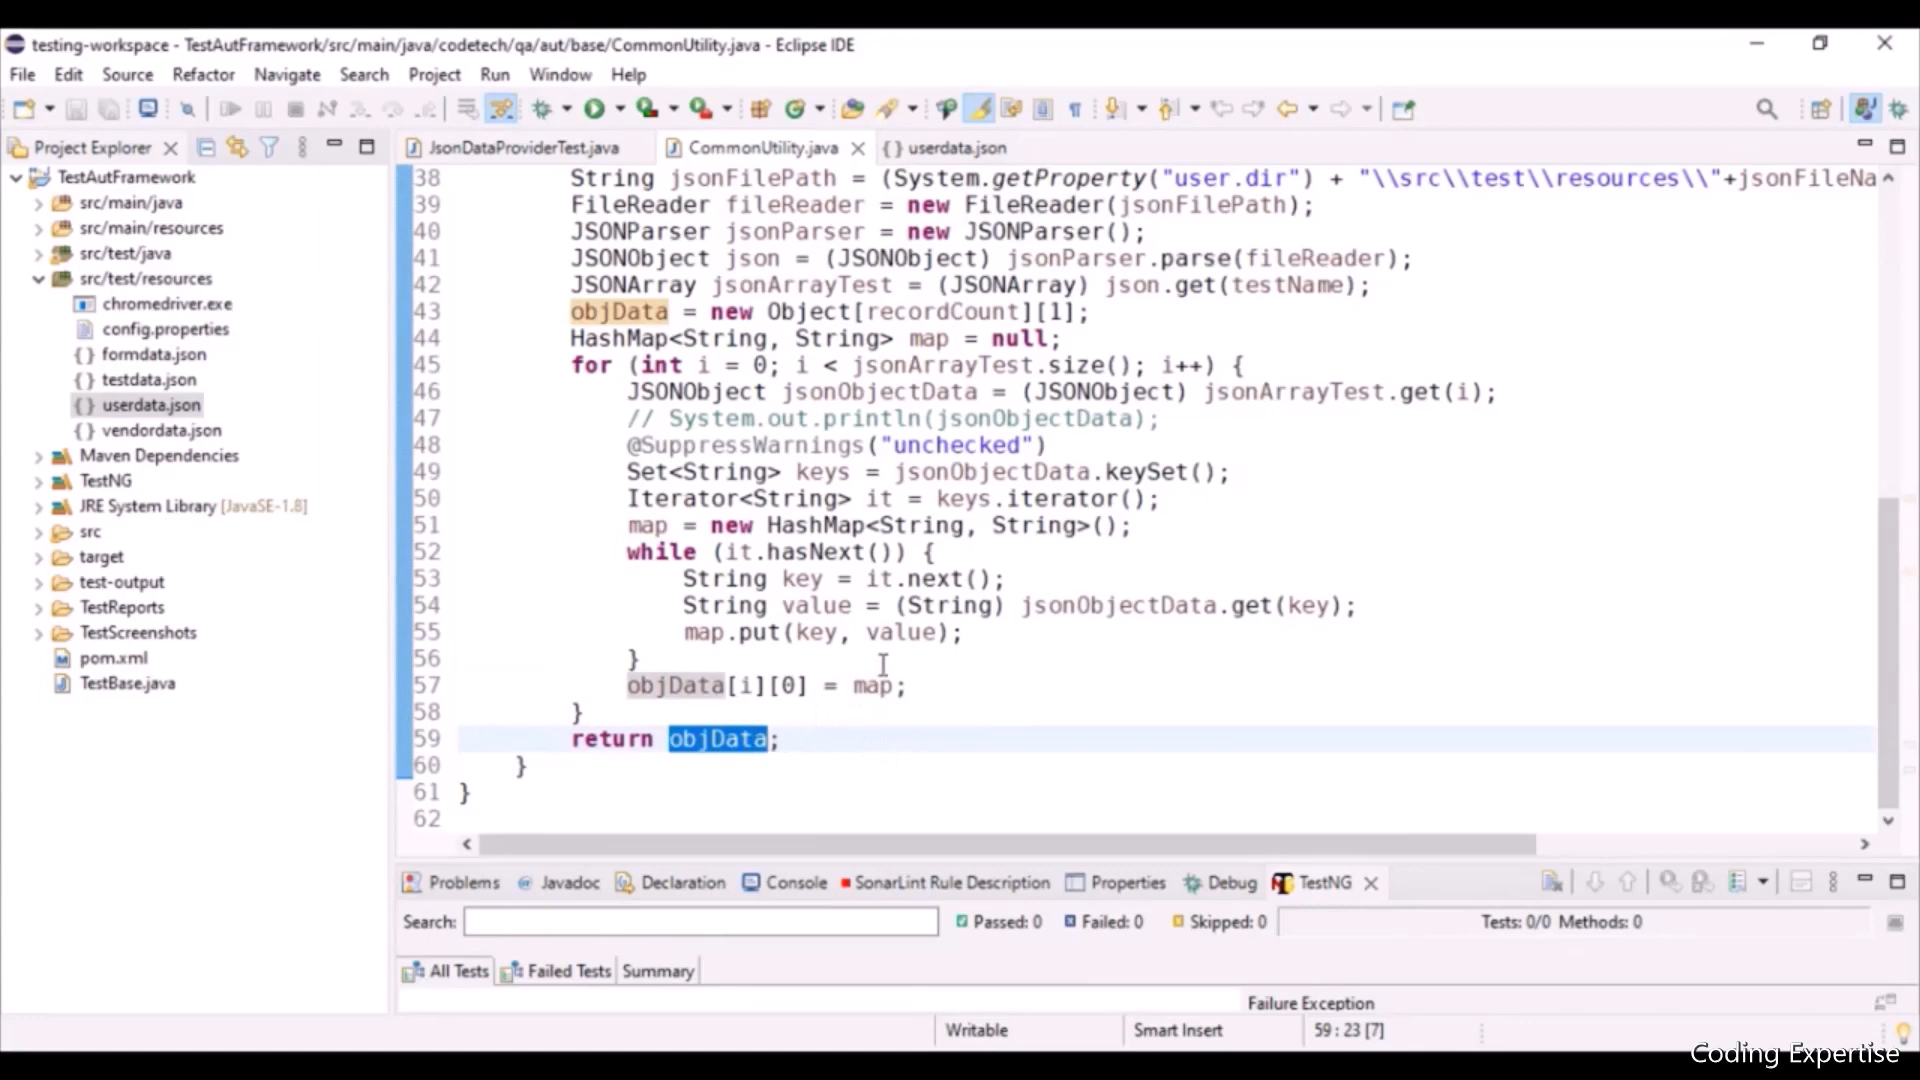 testing-workspace - TestAutFramework/src/main/java/codetech/qa/aut/base/CommonUtility.java - Eclipse IDE
File Edit Source Refactor Navigate Search Project Run Window Help
Project Explorer
TestAutFramework
src/main/java
src/main/resources
src/test/java
src/test/resources
chromedriver.exe
config.properties
{} formdata.json
{} testdata.json
{} userdata.json
{} vendordata.json
Maven Dependencies
TestNG
JRE System Library [JavaSE-1.8]
src
target
test-output
TestReports
TestScreenshots
pom.xml
TestBase.java
JsonDataProviderTest.java CommonUtility.java {} userdata.json
38 String jsonFilePath = (System.getProperty("user.dir") + "\\src\\test\\resources\\"+jsonFileNa
39 FileReader fileReader = new FileReader(jsonFilePath);
40 JSONParser jsonParser = new JSONParser();
41 JSONObject json = (JSONObject) jsonParser.parse(fileReader);
42 JSONArray jsonArrayTest = (JSONArray) json.get(testName);
43 objData = new Object[recordCount][1];
44 HashMap<String, String> map = null;
45 for (int i = 0; i < jsonArrayTest.size(); i++) {
46 JSONObject jsonObjectData = (JSONObject) jsonArrayTest.get(i);
47 // System.out.println(jsonObjectData);
48 @SuppressWarnings("unchecked")
49 Set<String> keys = jsonObjectData.keySet();
50 Iterator<String> it = keys.iterator();
51 map = new HashMap<String, String>();
52 while (it.hasNext()) {
53 String key = it.next();
54 String value = (String) jsonObjectData.get(key);
55 map.put(key, value);
56 }
57 objData[i][0] = map;
58 }
59 return objData;
60 }
61 }
62
Problems Javadoc Declaration Console SonarLint Rule Description Properties Debug TestNG
Search: Passed: 0 Failed: 0 Skipped: 0 Tests: 0/0 Methods: 0
All Tests Failed Tests Summary
Failure Exception
Writable Smart Insert 59 : 23 [7]
Coding Expertise